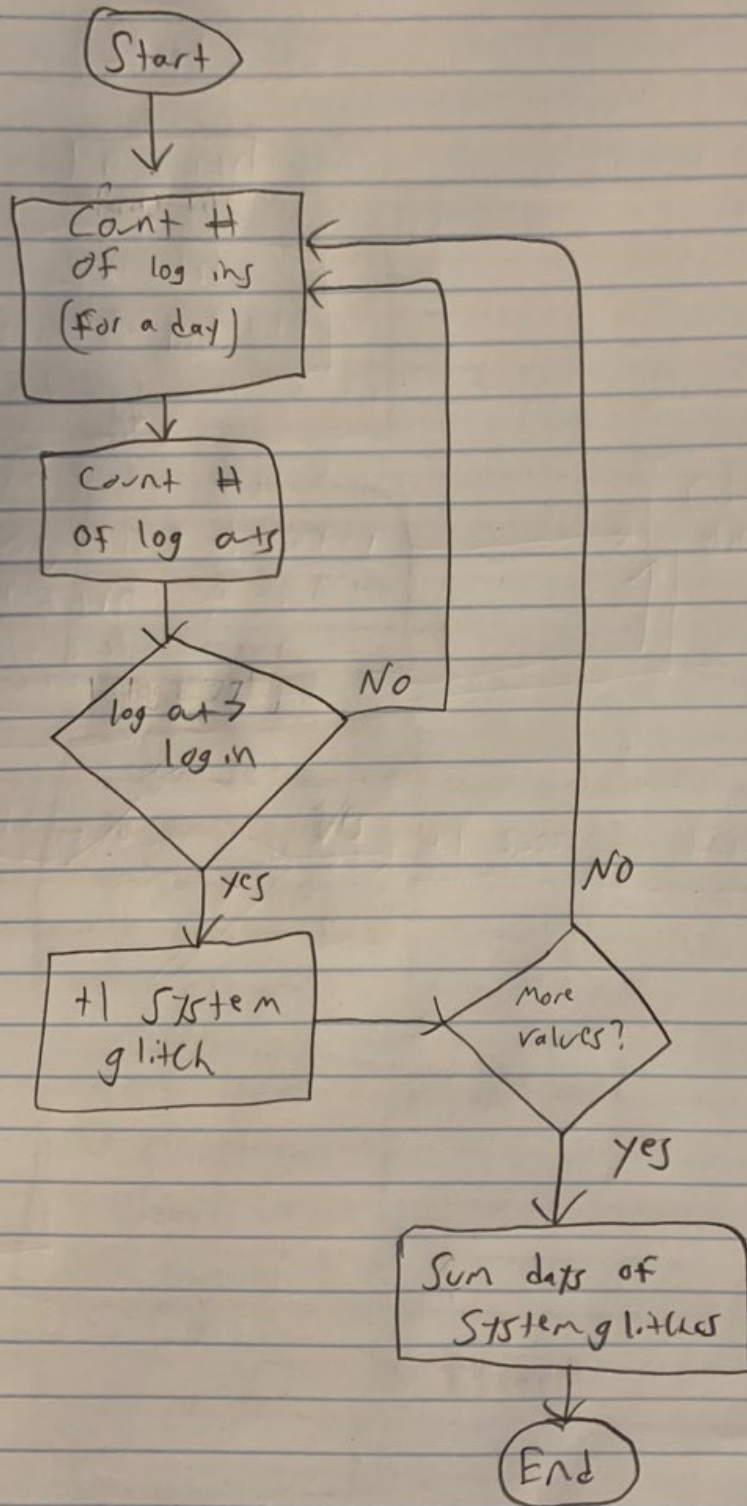 Start
Count #
of log ins
(for a day)
Count #
of log outs
log out >
log in
No
yes
+1 System
glitch
More
values?
NO
yes
Sum days of
System glitches
End